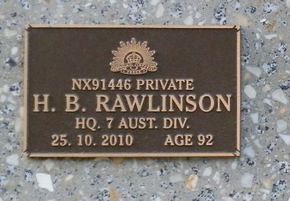 NX91446 PRIVATE
H. B. RAWLINSON
HQ. 7 AUST. DIV.
25. 10. 2010 AGE 92